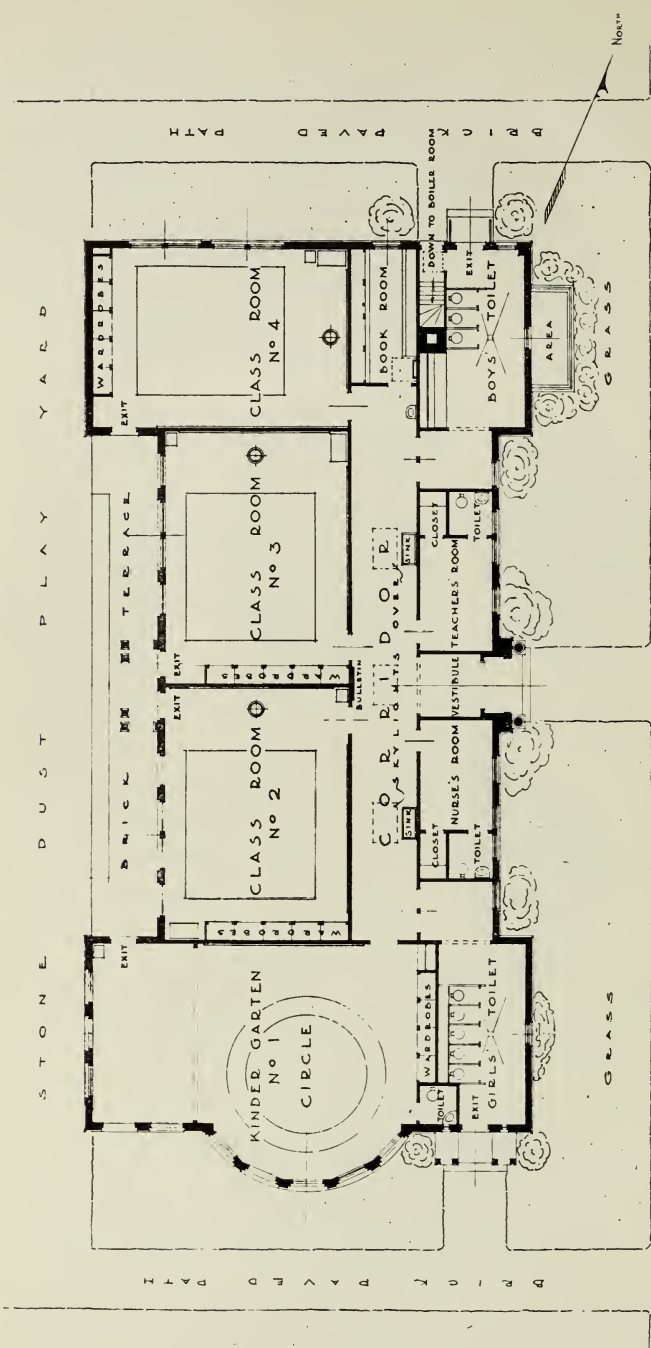 NORTH
BRICK PAVED PATH
STONE DUST PLAY YARD
WARDROBES
EXIT
CLASS ROOM
Nº 4
BOOK ROOM
DOWN TO BOILER ROOM
EXIT
BOYS' TOILET
AREA
GRASS
BRICK TERRACE
CLASS ROOM
Nº 3
EXIT
WARDROBES
CLOSET
TOILET
SINK
TEACHERS' ROOM
CORRIDOR
SKYLIGHTS OVER
BULLETIN
VESTIBULE
EXIT
CLASS ROOM
Nº 2
WARDROBES
SINK
NURSE'S ROOM
CLOSET
TOILET
EXIT
KINDER GARTEN
Nº 1
CIRCLE
WARDROBES
GIRLS' TOILET
TOILET
EXIT
GRASS
BRICK PAVED PATH